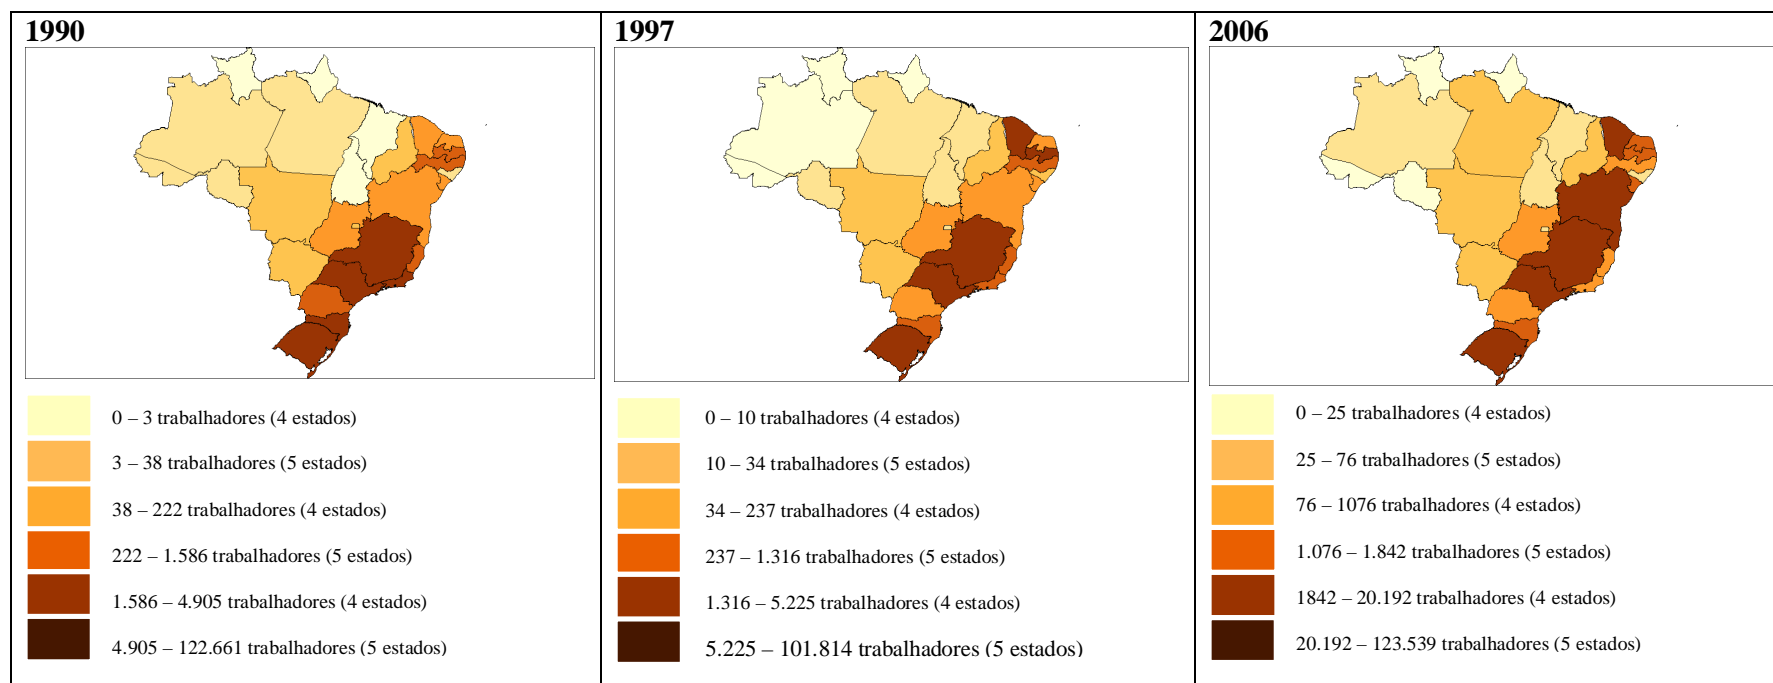 1990
0 – 3 trabalhadores (4 estados)
3 – 38 trabalhadores (5 estados)
38 – 222 trabalhadores (4 estados)
222 – 1.586 trabalhadores (5 estados)
1.586 – 4.905 trabalhadores (4 estados)
4.905 – 122.661 trabalhadores (5 estados)
1997
0 – 10 trabalhadores (4 estados)
10 – 34 trabalhadores (5 estados)
34 – 237 trabalhadores (4 estados)
237 – 1.316 trabalhadores (5 estados)
1.316 – 5.225 trabalhadores (4 estados)
5.225 – 101.814 trabalhadores (5 estados)
2006
0 – 25 trabalhadores (4 estados)
25 – 76 trabalhadores (5 estados)
76 – 1076 trabalhadores (4 estados)
1.076 – 1.842 trabalhadores (5 estados)
1842 – 20.192 trabalhadores (4 estados)
20.192 – 123.539 trabalhadores (5 estados)